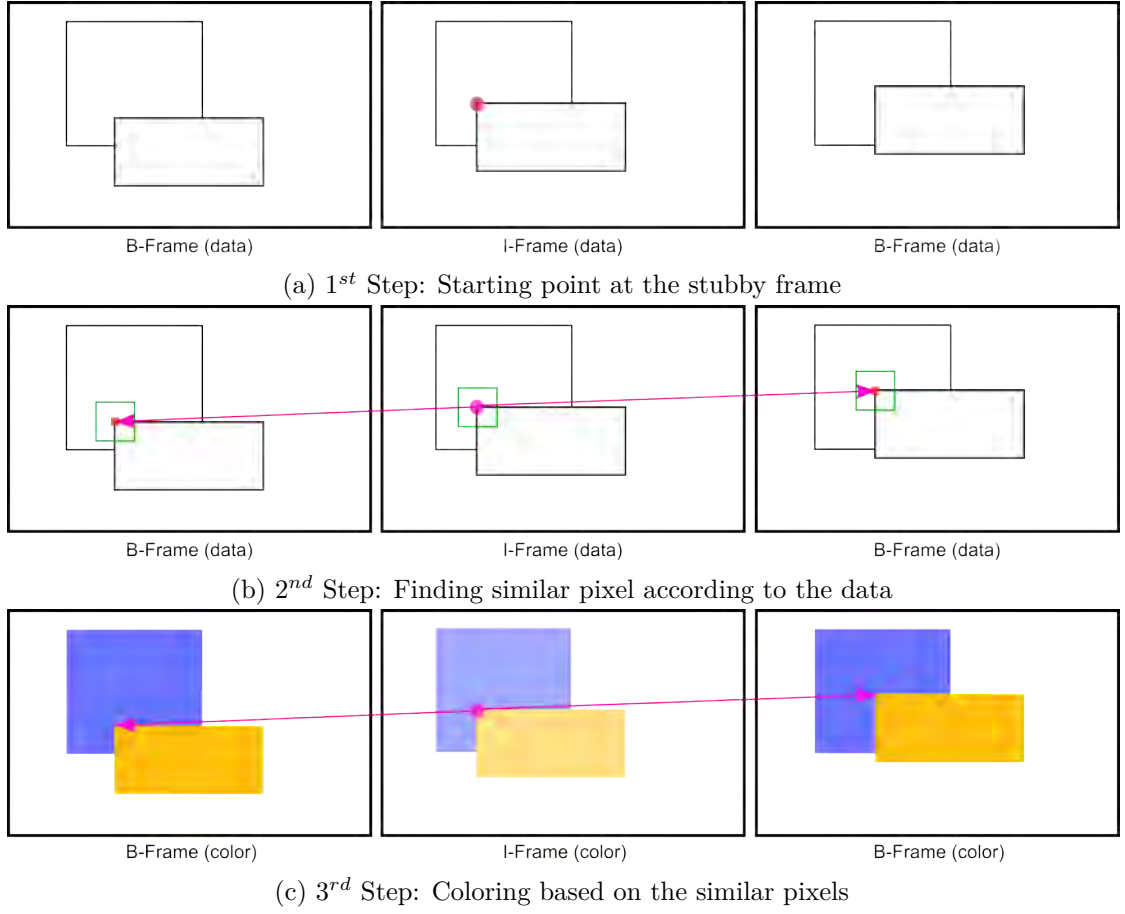 B-Frame (data) I-Frame (data) B-Frame (data)
(a) 1st Step: Starting point at the stubby frame
B-Frame (data) I-Frame (data) B-Frame (data)
(b) 2nd Step: Finding similar pixel according to the data
B-Frame (color) I-Frame (color) B-Frame (color)
(c) 3rd Step: Coloring based on the similar pixels